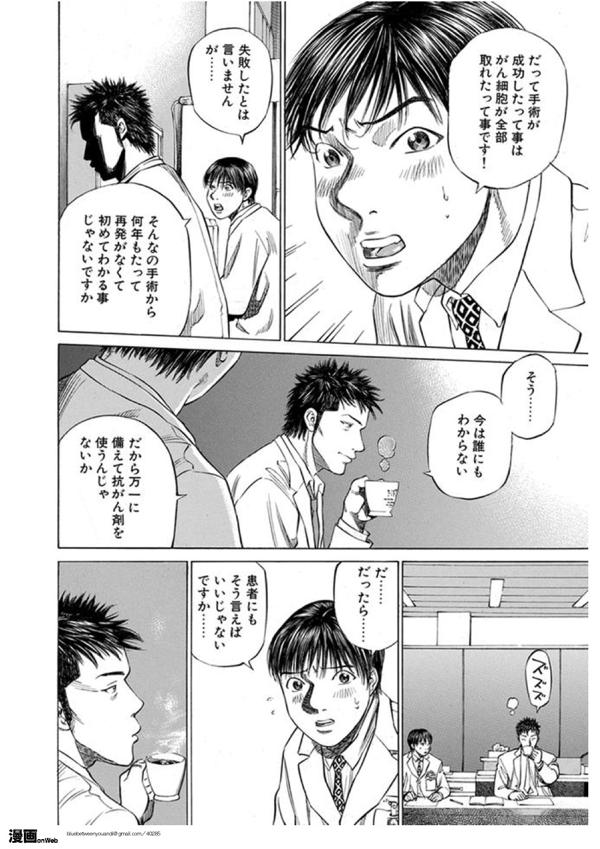 だって手術が
成功したって事は
がん細胞が全部
取れたって事です!
失敗したとは
言いません
が……
そんなの手術から
何年もたって
再発がなくて
初めてわかる事
じゃないですか
そう……
今は誰にも
わからない
だから万一に
備えて抗がん剤を
使うんじゃ
ないか
ズズズ
だ……
だったら……
患者にも
そう言えば
いいじゃない
ですか……
漫画 on Web
bluebetweenyouandi@gmail.com/40285